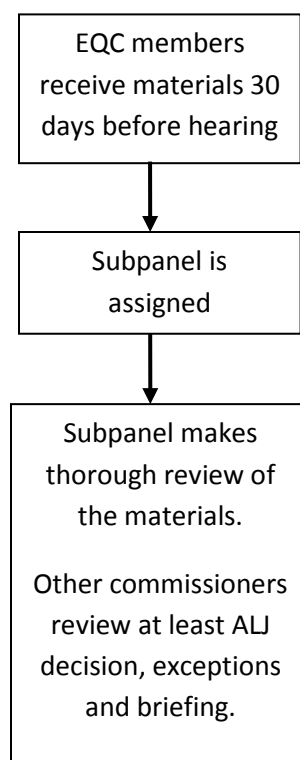 EQC members
receive materials 30
days before hearing
Subpanel is
assigned
Subpanel makes
thorough review of
the materials.
Other commissioners
review at least ALJ
decision, exceptions
and briefing.